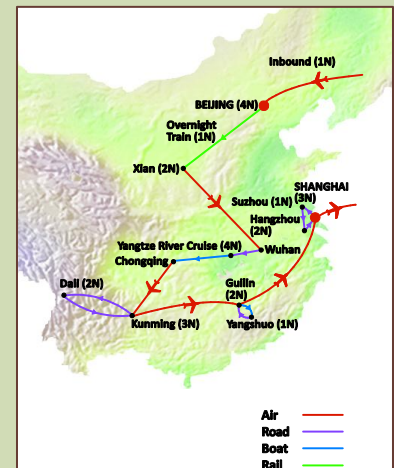 Inbound (1N)
BEIJING (4N)
Overnight
Train (1N)
Xian (2N)
SHANGHAI
(3N)
Suzhou (1N)
Hangzhou
(2N)
Yangtze River Cruise (4N)
Wuhan
Chongqing
Dali (2N)
Guilin
(2N)
Kunming (3N)
Yangshuo (1N)
Air
Road
Boat
Rail